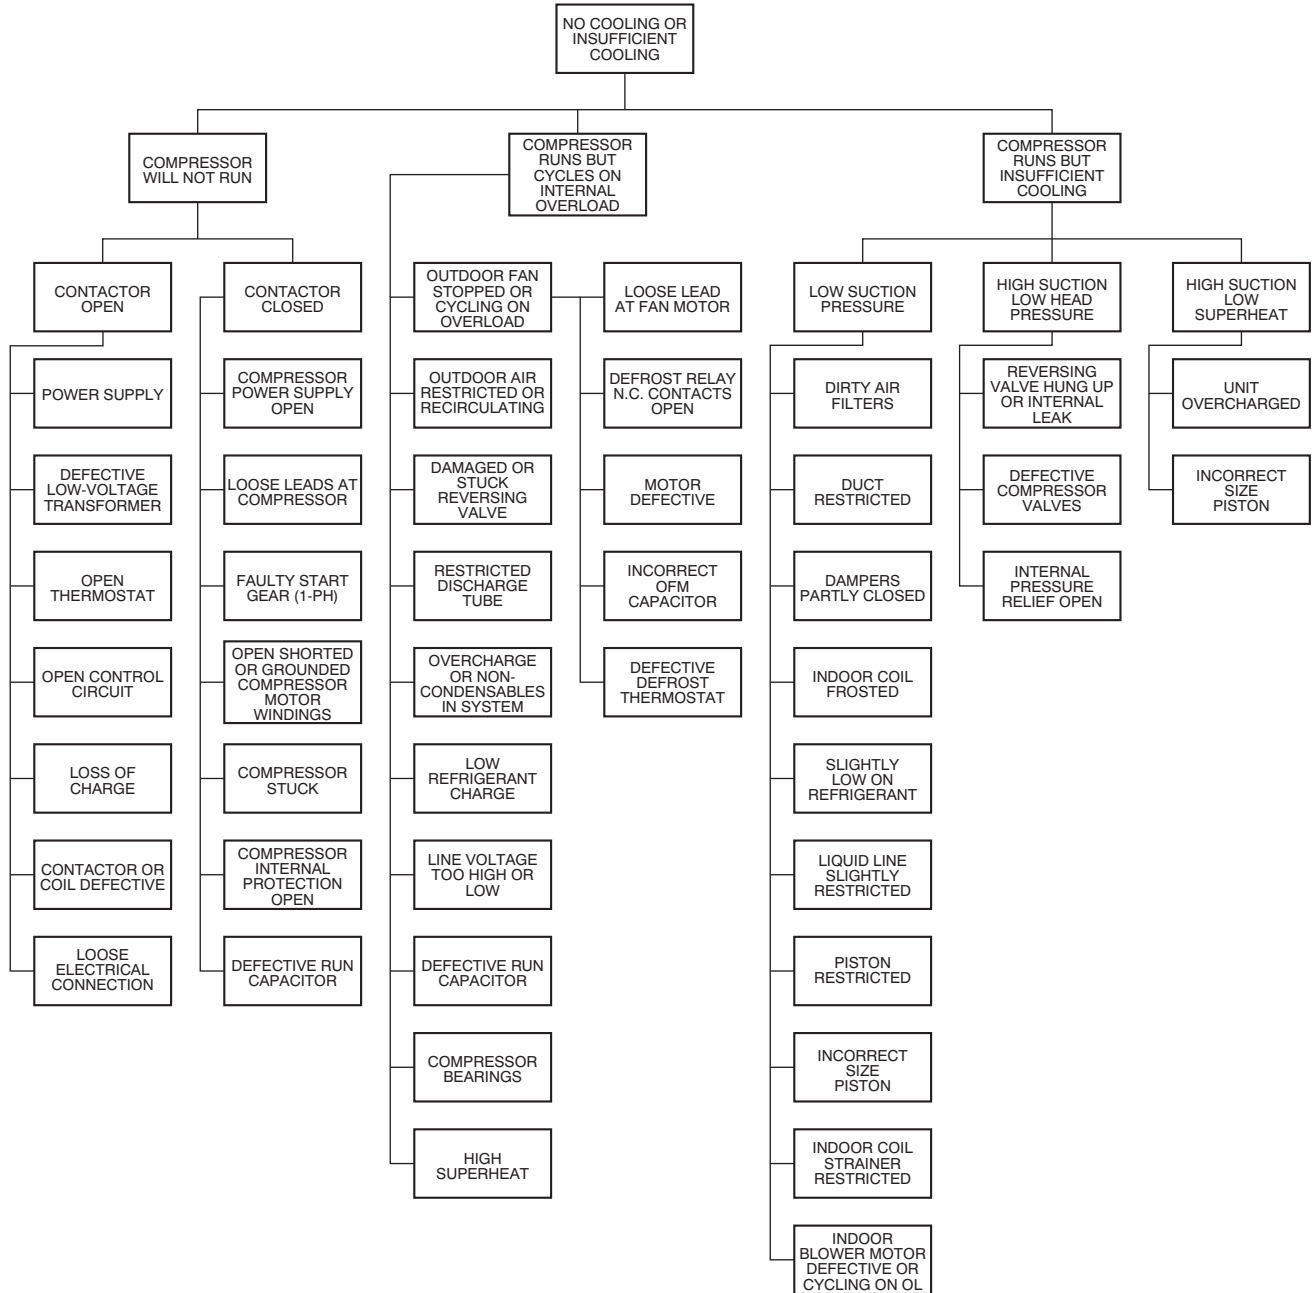 NO COOLING OR
INSUFFICIENT
COOLING
COMPRESSOR
WILL NOT RUN
COMPRESSOR
RUNS BUT
CYCLES ON
INTERNAL
OVERLOAD
COMPRESSOR
RUNS BUT
INSUFFICIENT
COOLING
CONTACTOR
OPEN
POWER SUPPLY
DEFECTIVE
LOW-VOLTAGE
TRANSFORMER
OPEN
THERMOSTAT
OPEN CONTROL
CIRCUIT
LOSS OF
CHARGE
CONTACTOR OR
COIL DEFECTIVE
LOOSE
ELECTRICAL
CONNECTION
CONTACTOR
CLOSED
COMPRESSOR
POWER SUPPLY
OPEN
LOOSE LEADS AT
COMPRESSOR
FAULTY START
GEAR (1-PH)
OPEN SHORTED
OR GROUNDED
COMPRESSOR
MOTOR
WINDINGS
COMPRESSOR
STUCK
COMPRESSOR
INTERNAL
PROTECTION
OPEN
DEFECTIVE RUN
CAPACITOR
OUTDOOR FAN
STOPPED OR
CYCLING ON
OVERLOAD
OUTDOOR AIR
RESTRICTED OR
RECIRCULATING
DAMAGED OR
STUCK
REVERSING
VALVE
RESTRICTED
DISCHARGE
TUBE
OVERCHARGE
OR NON-
CONDENSABLES
IN SYSTEM
LOW
REFRIGERANT
CHARGE
LINE VOLTAGE
TOO HIGH OR
LOW
DEFECTIVE RUN
CAPACITOR
COMPRESSOR
BEARINGS
HIGH
SUPERHEAT
LOOSE LEAD
AT FAN MOTOR
DEFROST RELAY
N.C. CONTACTS
OPEN
MOTOR
DEFECTIVE
INCORRECT
OFM
CAPACITOR
DEFECTIVE
DEFROST
THERMOSTAT
LOW SUCTION
PRESSURE
DIRTY AIR
FILTERS
DUCT
RESTRICTED
DAMPERS
PARTLY CLOSED
INDOOR COIL
FROSTED
SLIGHTLY
LOW ON
REFRIGERANT
LIQUID LINE
SLIGHTLY
RESTRICTED
PISTON
RESTRICTED
INCORRECT
SIZE
PISTON
INDOOR COIL
STRAINER
RESTRICTED
INDOOR
BLOWER MOTOR
DEFECTIVE OR
CYCLING ON OL
HIGH SUCTION
LOW HEAD
PRESSURE
REVERSING
VALVE HUNG UP
OR INTERNAL
LEAK
DEFECTIVE
COMPRESSOR
VALVES
INTERNAL
PRESSURE
RELIEF OPEN
HIGH SUCTION
LOW
SUPERHEAT
UNIT
OVERCHARGED
INCORRECT
SIZE
PISTON